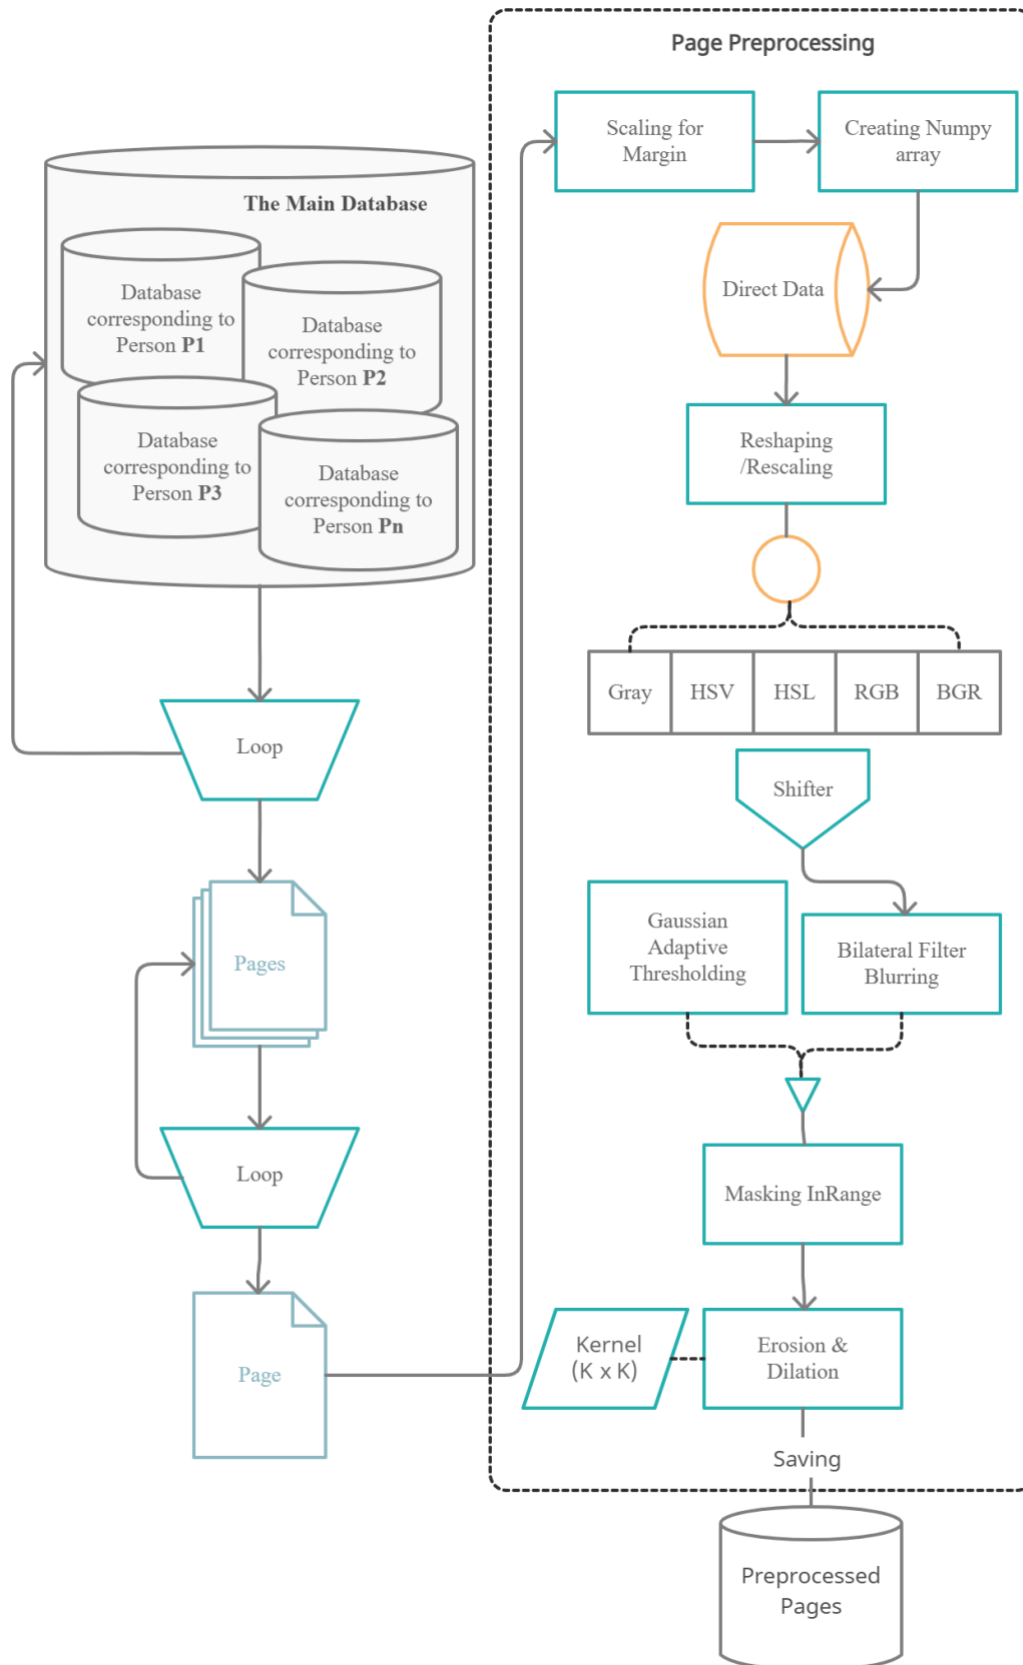 Page Preprocessing
Scaling for
Margin
Creating Numpy
array
The Main Database
Database
corresponding to
Person P1
Database
corresponding to
Person P2
Database
corresponding to
Person P3
Database
corresponding to
Person Pn
Direct Data
Reshaping
/Rescaling
Gray
HSV
HSL
RGB
BGR
Loop
Shifter
Pages
Gaussian
Adaptive
Thresholding
Bilateral Filter
Blurring
Loop
Masking InRange
Page
Kernel
(K x K)
Erosion &
Dilation
Saving
Preprocessed
Pages